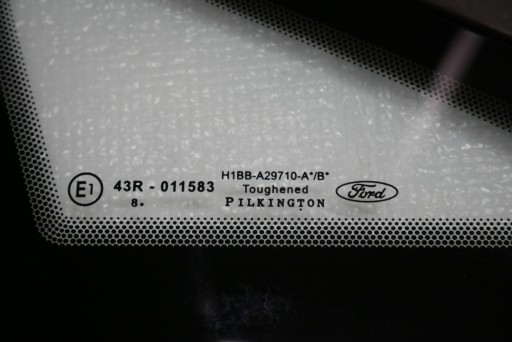 E1
43R - 011583
8.
H1BB-A29710-A*/B*
Toughened
PILKINGTON
Ford